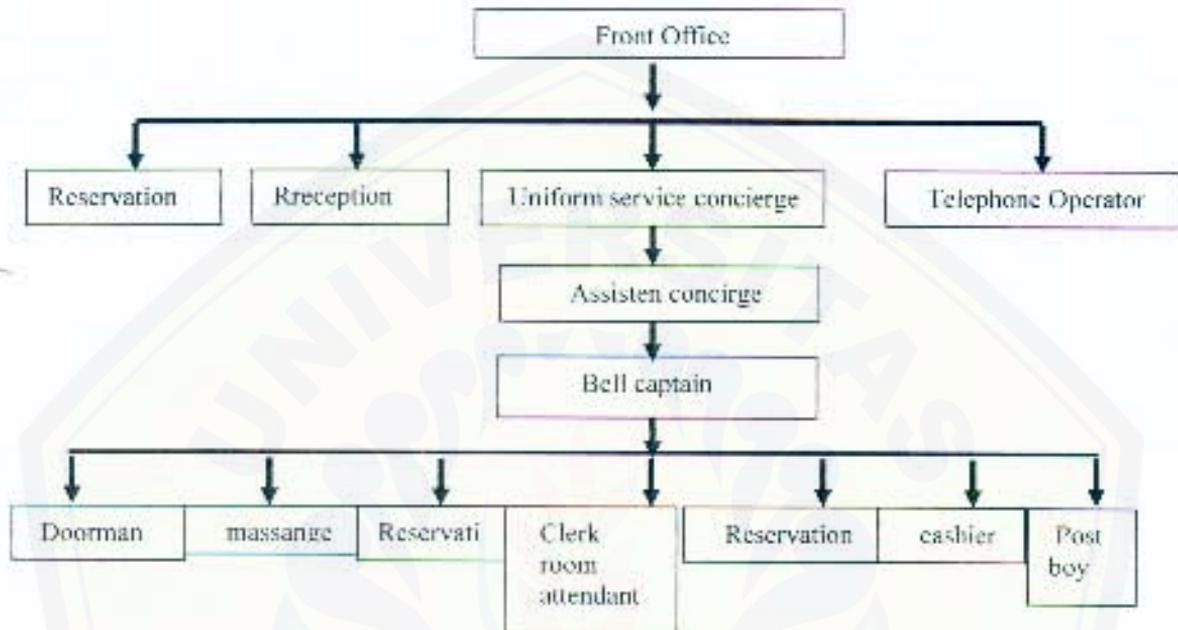 Front Office
Reservation
Rreception
Uniform service concierge
Telephone Operator
Assisten concirge
Bell captain
Doorman
massange
Reservati
Clerk
room
attendant
Reservation
cashier
Post
boy
UNIVERSITAS